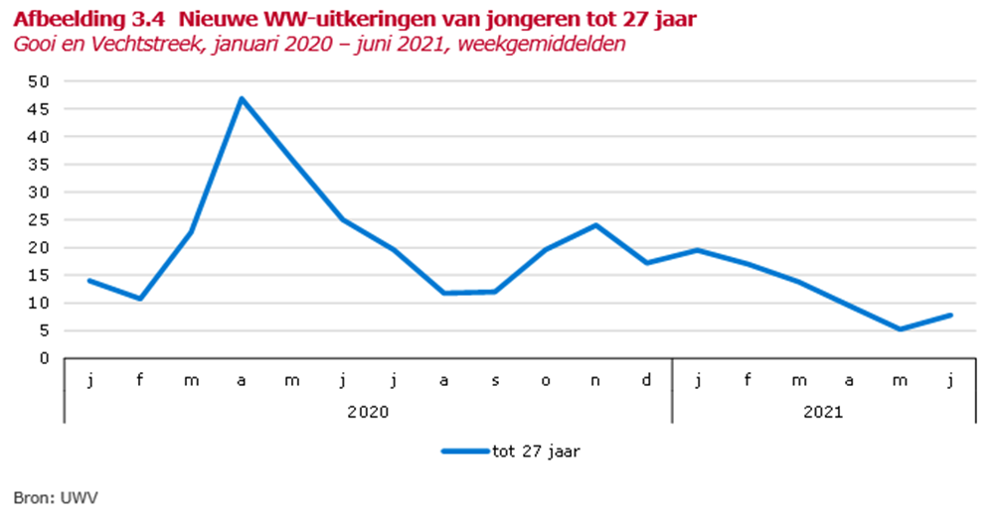 Afbeelding 3.4 Nieuwe WW-uitkeringen van jongeren tot 27 jaar
Gooi en Vechtstreek, januari 2020 – juni 2021, weekgemiddelden
50
45
40
35
30
25
20
15
10
5
0
j f m a m j j a s o n d j f m a m j
2020 2021
tot 27 jaar
Bron: UWV